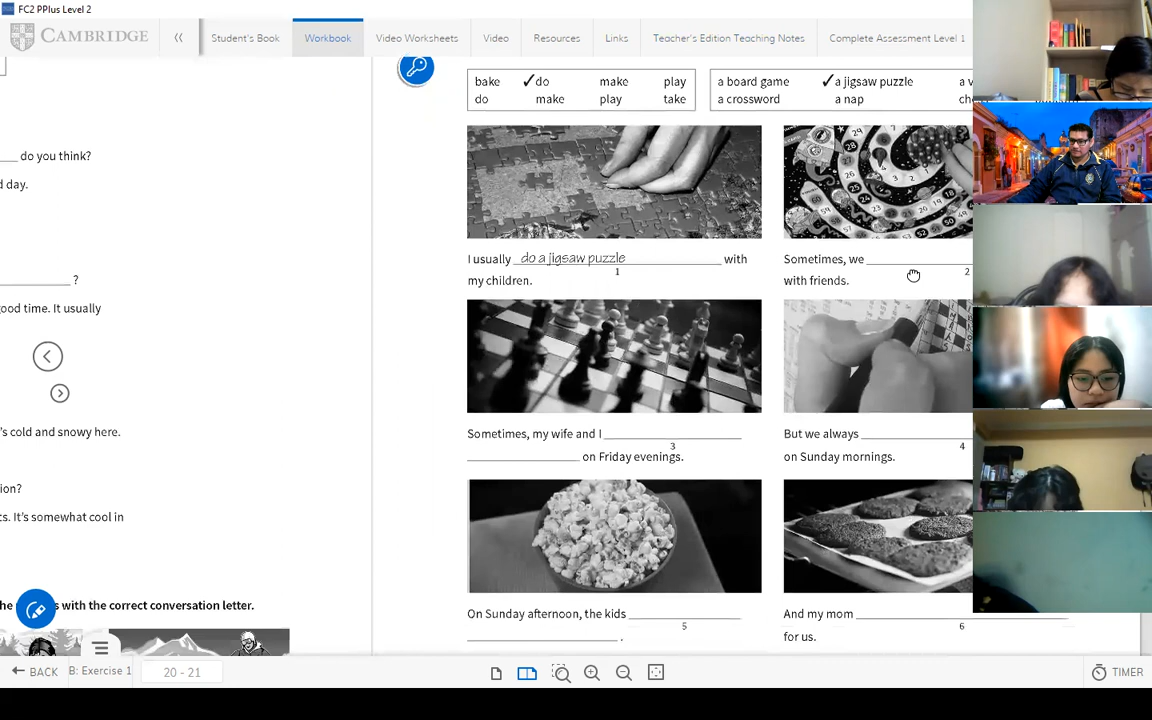 FC2 PPlus Level 2
CAMBRIDGE
Student's Book
Workbook
Video Worksheets
Video
Resources
Links
Teacher's Edition Teaching Notes
Complete Assessment Level 1
do you think?
d day.
?
good time. It usually
's cold and snowy here.
ion?
ts. It's somewhat cool in
s with the correct conversation letter.
bake ✓do make play
do make play take
a board game ✓a jigsaw puzzle
a crossword a nap
I usually do a jigsaw puzzle with
1
my children.
Sometimes, we
2
with friends.
Sometimes, my wife and I
3
on Friday evenings.
But we always
4
on Sunday mornings.
On Sunday afternoon, the kids
5
.
And my mom
6
for us.
BACK
B: Exercise 1
20 - 21
TIMER